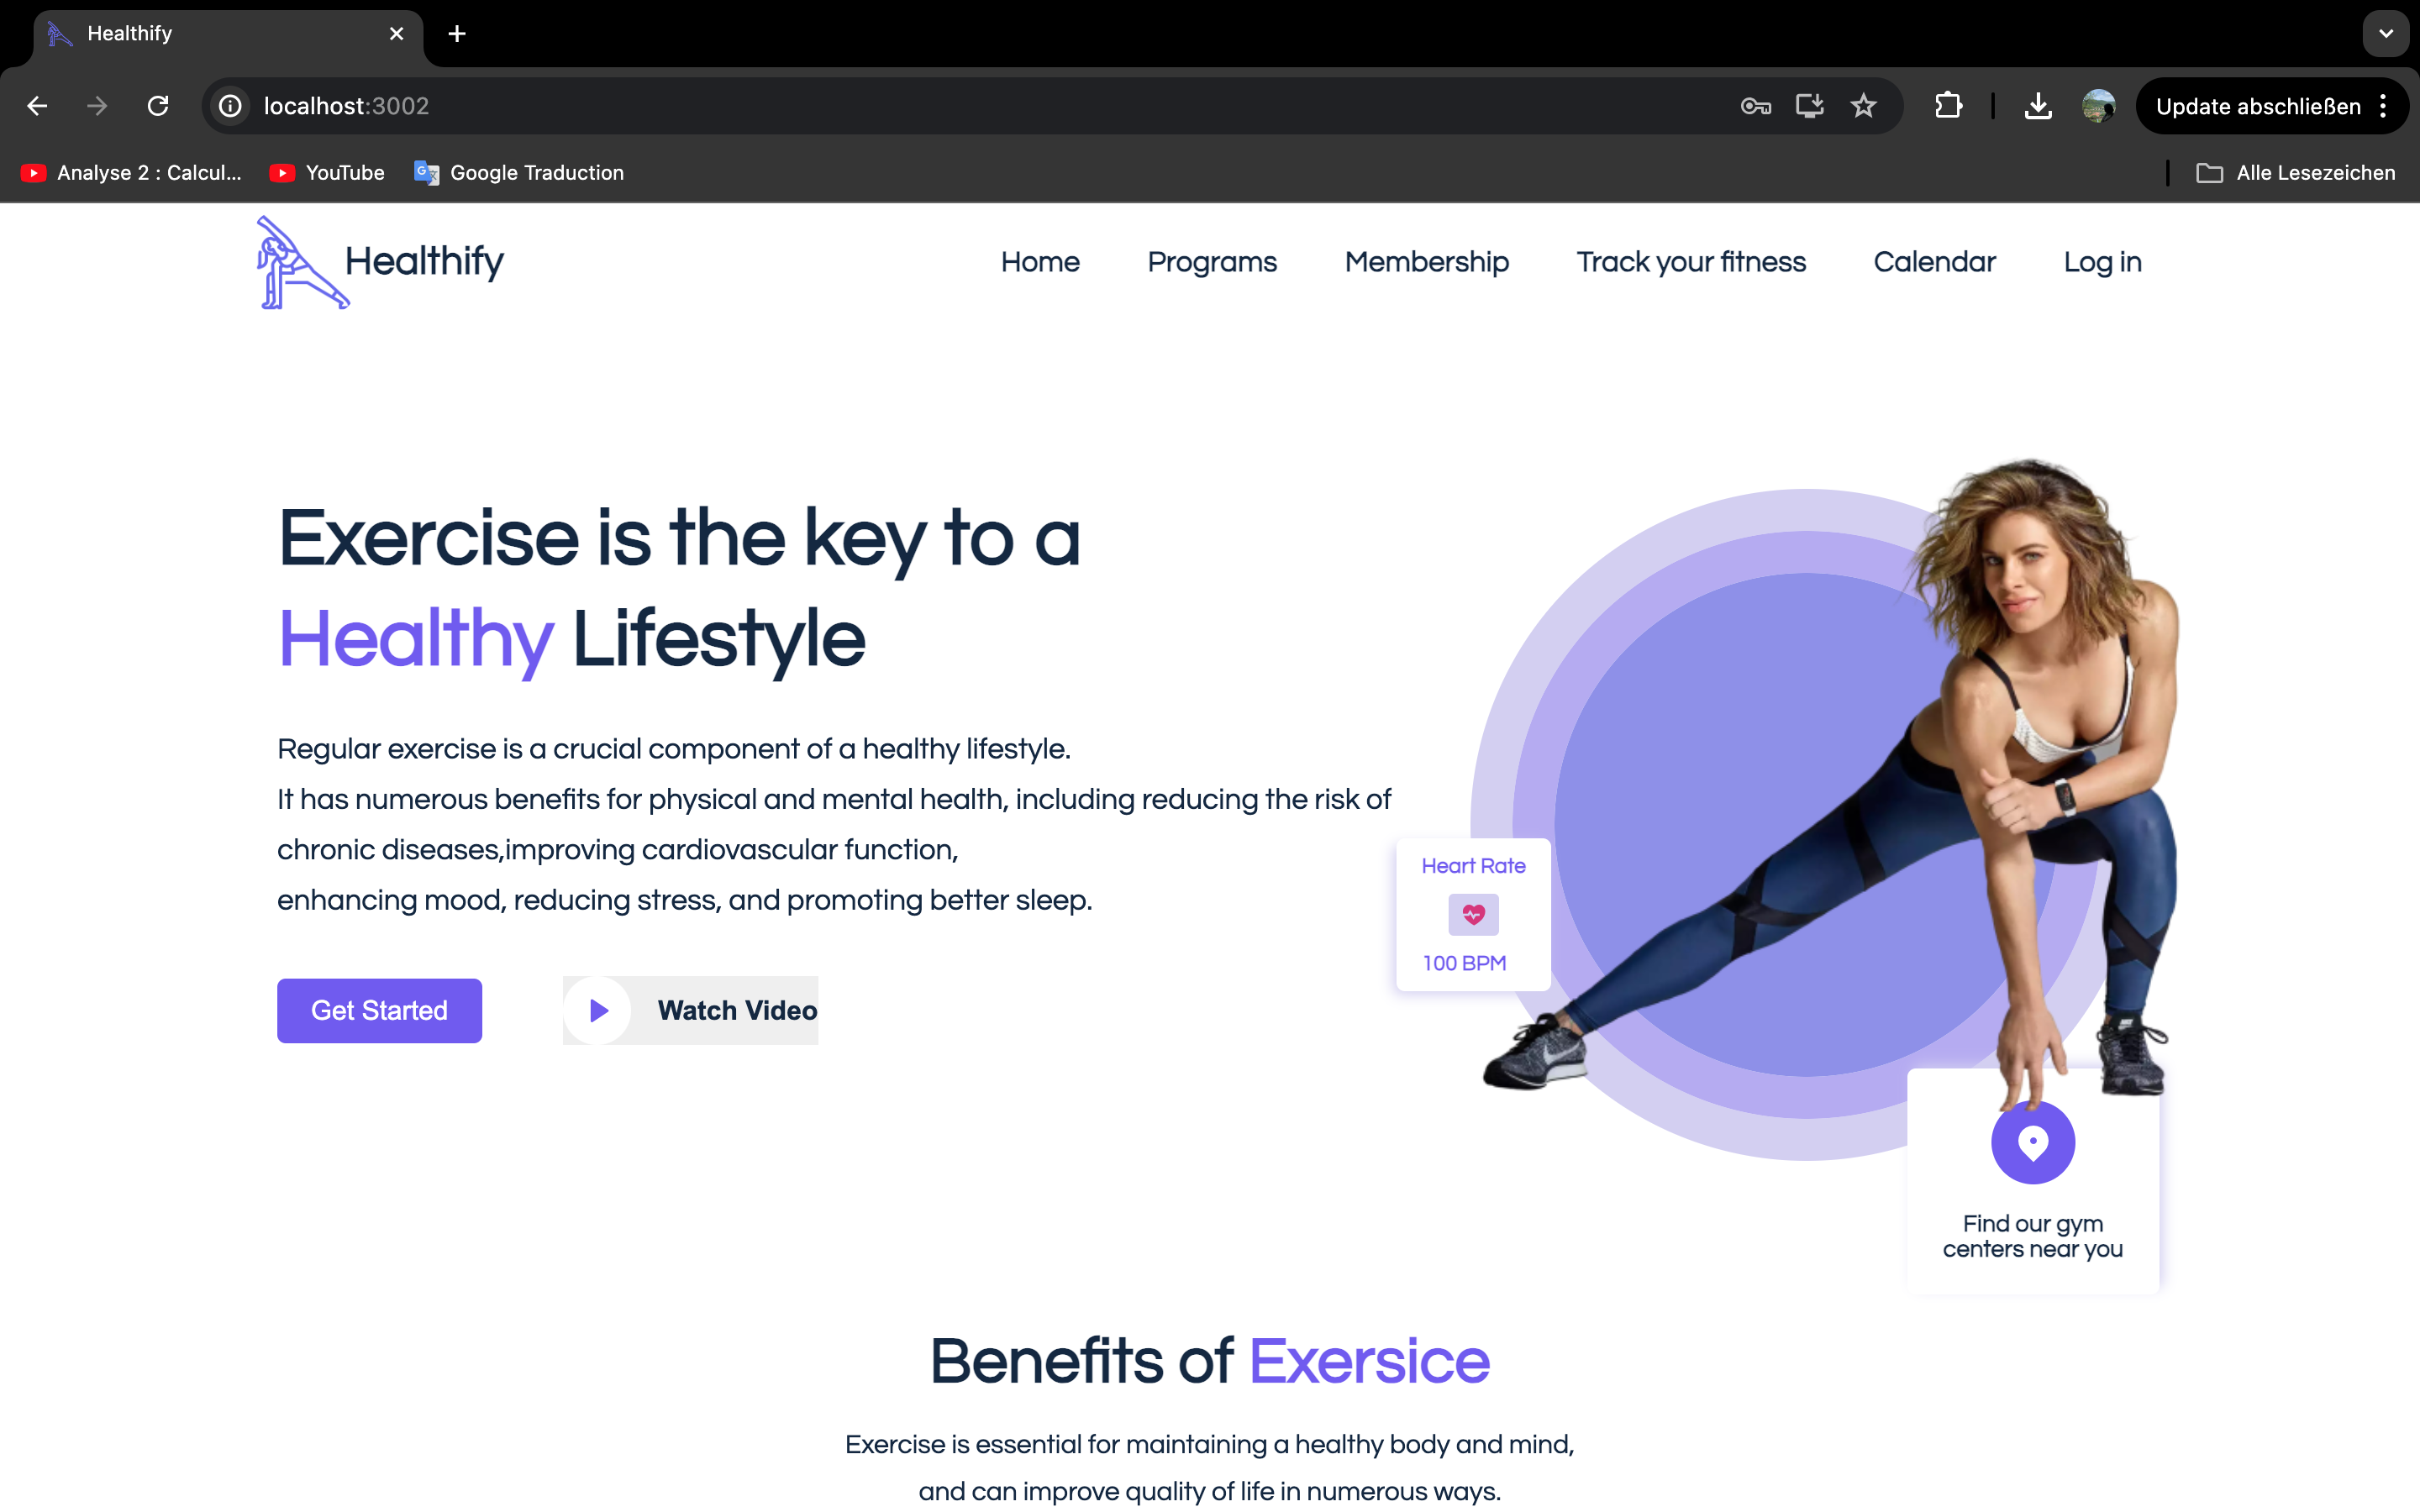 Healthify
localhost:3002
Update abschließen
Analyse 2 : Calcul...
YouTube
Google Traduction
Alle Lesezeichen
Healthify
Home
Programs
Membership
Track your fitness
Calendar
Log in
Exercise is the key to a
Healthy Lifestyle
Regular exercise is a crucial component of a healthy lifestyle.
It has numerous benefits for physical and mental health, including reducing the risk of
chronic diseases,improving cardiovascular function,
enhancing mood, reducing stress, and promoting better sleep.
Get Started
Watch Video
Heart Rate
100 BPM
Find our gym
centers near you
Benefits of Exersice
Exercise is essential for maintaining a healthy body and mind,
and can improve quality of life in numerous ways.